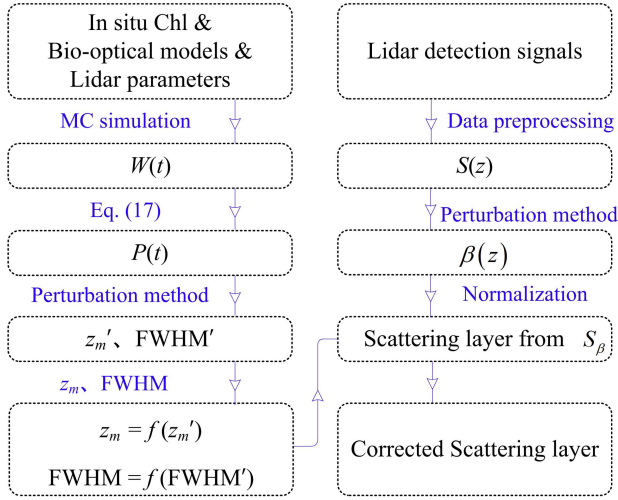 In situ Chl &
Bio-optical models &
Lidar parameters
MC simulation
W(t)
Eq. (17)
P(t)
Perturbation method
zₘ′、FWHM′
zₘ、FWHM
zₘ = f(zₘ′)
FWHM = f(FWHM′)
Lidar detection signals
Data preprocessing
S(z)
Perturbation method
β(z)
Normalization
Scattering layer from S_β
Corrected Scattering layer